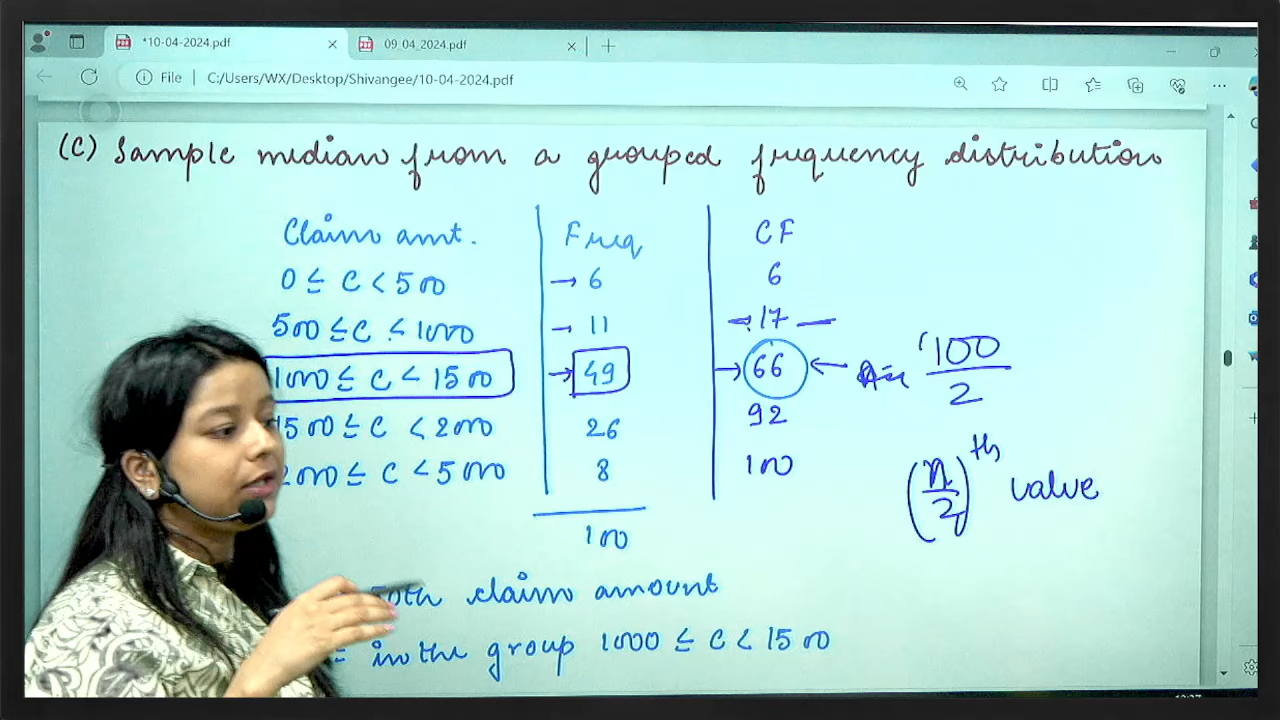 *10-04-2024.pdf
09_04_2024.pdf
File | C:/Users/WX/Desktop/Shivangee/10-04-2024.pdf
(C) Sample median from a grouped frequency distribution
Claim amt. Freq CF
0 ≤ C < 500 → 6 6
500 ≤ C < 1000 → 11 17
1000 ≤ C < 1500 → 49 → 66 ← 100/2
1500 ≤ C < 2000 26 92
2000 ≤ C < 5000 8 100
(n/2)th value
100
50th claim amount
= in the group 1000 ≤ C < 1500